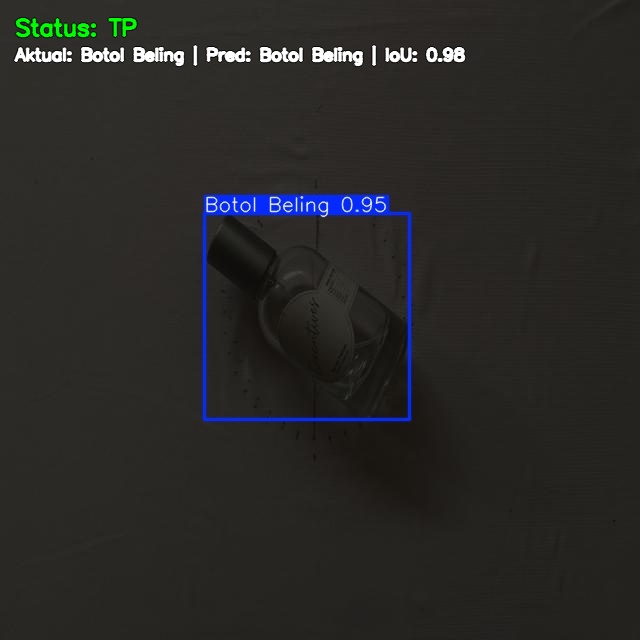 Status: TP
Aktual: Botol Beling | Pred: Botol Beling | IoU: 0.98
Botol Beling 0.95